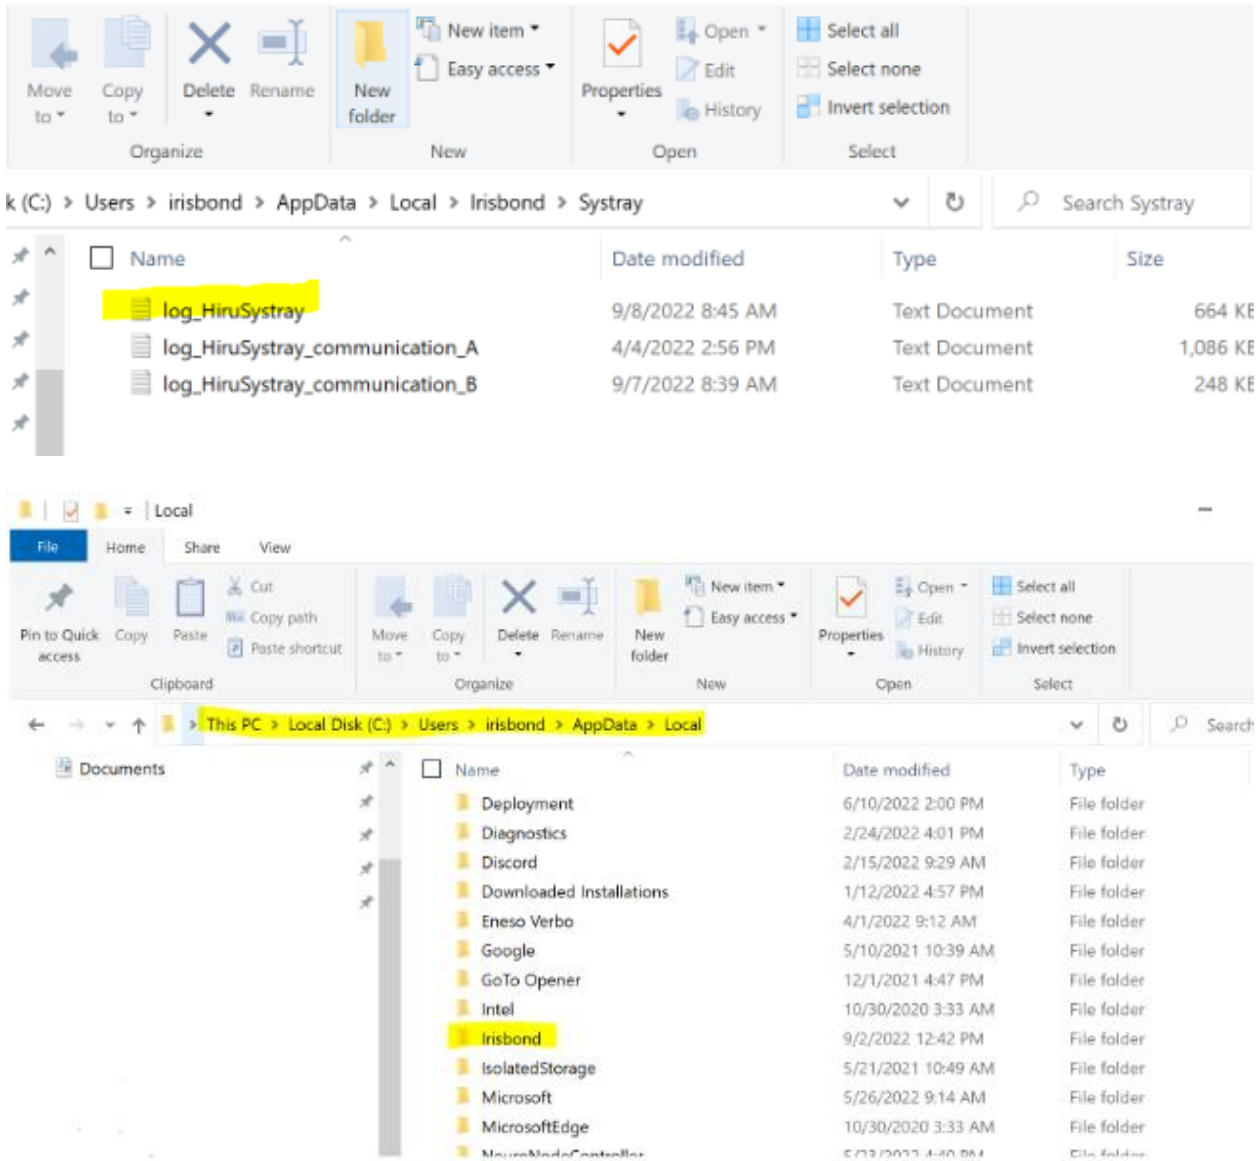 New item
Open
Select all
Easy access
Edit
Select none
Move to
Copy to
Delete
Rename
New folder
Properties
History
Invert selection
Organize
New
Open
Select
k (C:) > Users > irisbond > AppData > Local > Irisbond > Systray
Search Systray
Name Date modified Type Size
log_HiruSystray 9/8/2022 8:45 AM Text Document 664 KB
log_HiruSystray_communication_A 4/4/2022 2:56 PM Text Document 1,086 KB
log_HiruSystray_communication_B 9/7/2022 8:39 AM Text Document 248 KB
Local
File Home Share View
Pin to Quick access
Copy
Paste
Cut
Copy path
Paste shortcut
Move to
Copy to
Delete
Rename
New folder
New item
Easy access
Properties
Open
Edit
History
Select all
Select none
Invert selection
Clipboard
Organize
New
Open
Select
> This PC > Local Disk (C:) > Users > irisbond > AppData > Local
Search
Documents
Name Date modified Type
Deployment 6/10/2022 2:00 PM File folder
Diagnostics 2/24/2022 4:01 PM File folder
Discord 2/15/2022 9:29 AM File folder
Downloaded Installations 1/12/2022 4:57 PM File folder
Eneso Verbo 4/1/2022 9:12 AM File folder
Google 5/10/2021 10:39 AM File folder
GoTo Opener 12/1/2021 4:47 PM File folder
Intel 10/30/2020 3:33 AM File folder
Irisbond 9/2/2022 12:42 PM File folder
IsolatedStorage 5/21/2021 10:49 AM File folder
Microsoft 5/26/2022 9:14 AM File folder
MicrosoftEdge 10/30/2020 3:33 AM File folder